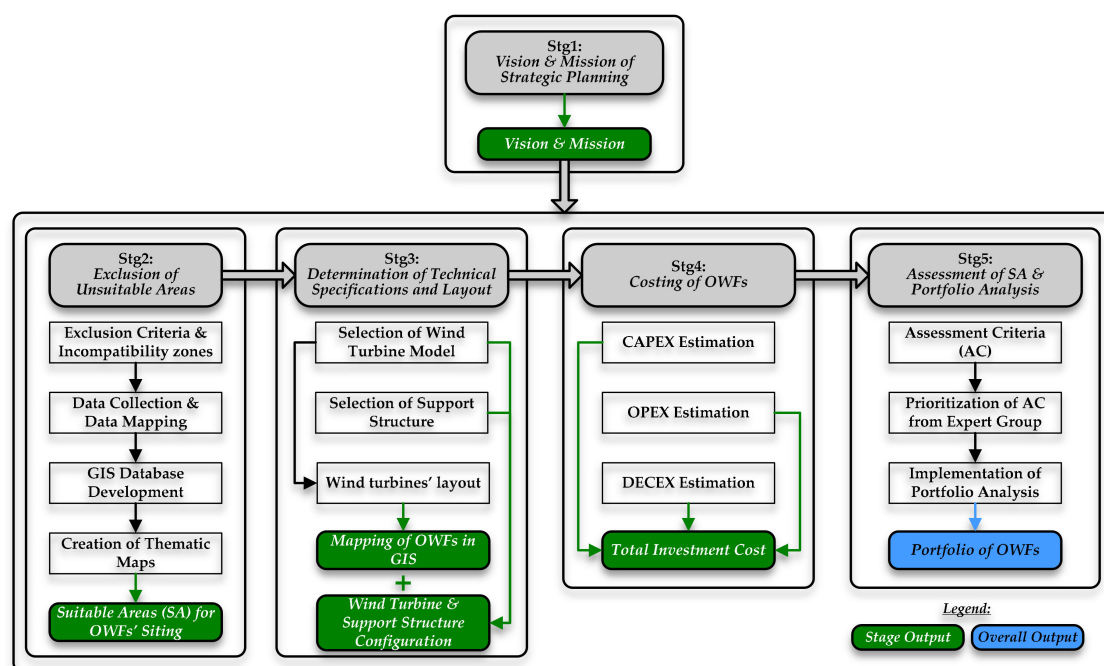 Stg1:
Vision & Mission of
Strategic Planning
Vision & Mission
Stg2:
Exclusion of
Unsuitable Areas
Exclusion Criteria &
Incompatibility zones
Data Collection &
Data Mapping
GIS Database
Development
Creation of Thematic
Maps
Suitable Areas (SA) for
OWFs' Siting
Stg3:
Determination of Technical
Specifications and Layout
Selection of Wind
Turbine Model
Selection of Support
Structure
Wind turbines' layout
Mapping of OWFs in
GIS
+
Wind Turbine &
Support Structure
Configuration
Stg4:
Costing of OWFs
CAPEX Estimation
OPEX Estimation
DECEX Estimation
Total Investment Cost
Stg5:
Assessment of SA &
Portfolio Analysis
Assessment Criteria
(AC)
Prioritization of AC
from Expert Group
Implementation of
Portfolio Analysis
Portfolio of OWFs
Legend:
Stage Output
Overall Output